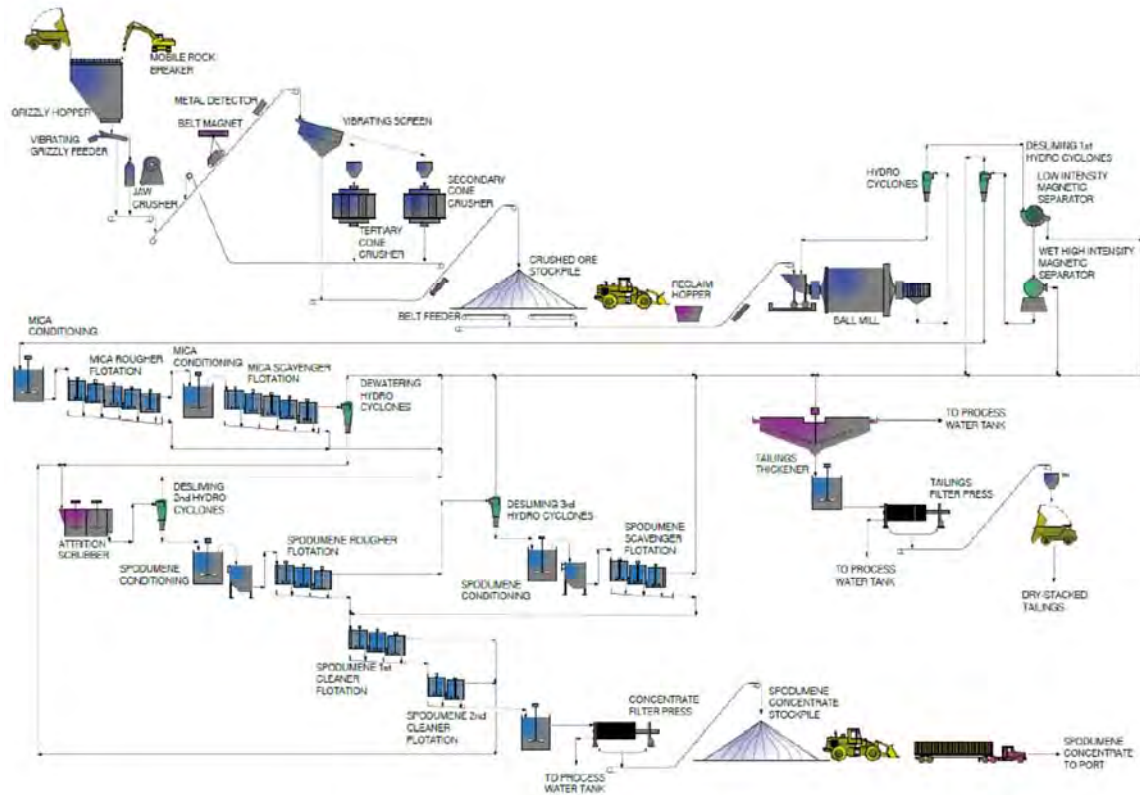 MOBILE ROCK
BREAKER
GRIZZLY HOPPER
VIBRATING
GRIZZLY FEEDER
JAW
CRUSHER
METAL DETECTOR
BELT MAGNET
VIBRATING SCREEN
SECONDARY
CONE
CRUSHER
TERTIARY
CONE
CRUSHER
CRUSHED ORE
STOCKPILE
BELT FEEDER
RECLAIM
HOPPER
BALL MILL
HYDRO
CYCLONES
DESLIMING 1st
HYDRO CYCLONES
LOW INTENSITY
MAGNETIC
SEPARATOR
WET HIGH INTENSITY
MAGNETIC
SEPARATOR
MICA
CONDITIONING
MICA ROUGHER
FLOTATION
MICA
CONDITIONING
MICA SCAVENGER
FLOTATION
DEWATERING
HYDRO
CYCLONES
TO PROCESS
WATER TANK
TAILINGS
THICKENER
TAILINGS
FILTER PRESS
TO PROCESS
WATER TANK
DRY-STACKED
TAILINGS
ATTRITION
SCRUBBER
DESLIMING
2nd HYDRO
CYCLONES
SPODUMENE
CONDITIONING
SPODUMENE ROUGHER
FLOTATION
DESLIMING 3rd
HYDRO CYCLONES
SPODUMENE
CONDITIONING
SPODUMENE
SCAVENGER
FLOTATION
SPODUMENE 1st
CLEANER
FLOTATION
SPODUMENE 2nd
CLEANER
FLOTATION
CONCENTRATE
FILTER PRESS
TO PROCESS
WATER TANK
SPODUMENE
CONCENTRATE
STOCKPILE
SPODUMENE
CONCENTRATE
TO PORT